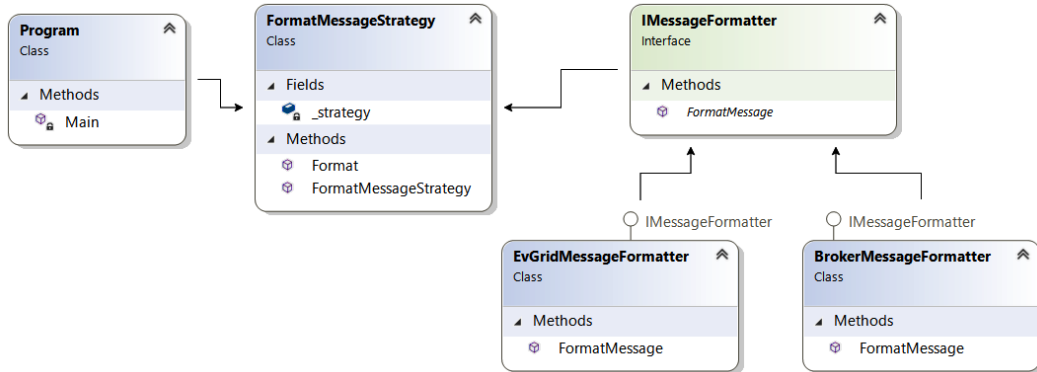 Program
Class
Methods
Main
FormatMessageStrategy
Class
Fields
_strategy
Methods
Format
FormatMessageStrategy
IMessageFormatter
Interface
Methods
FormatMessage
IMessageFormatter
EvGridMessageFormatter
Class
Methods
FormatMessage
IMessageFormatter
BrokerMessageFormatter
Class
Methods
FormatMessage